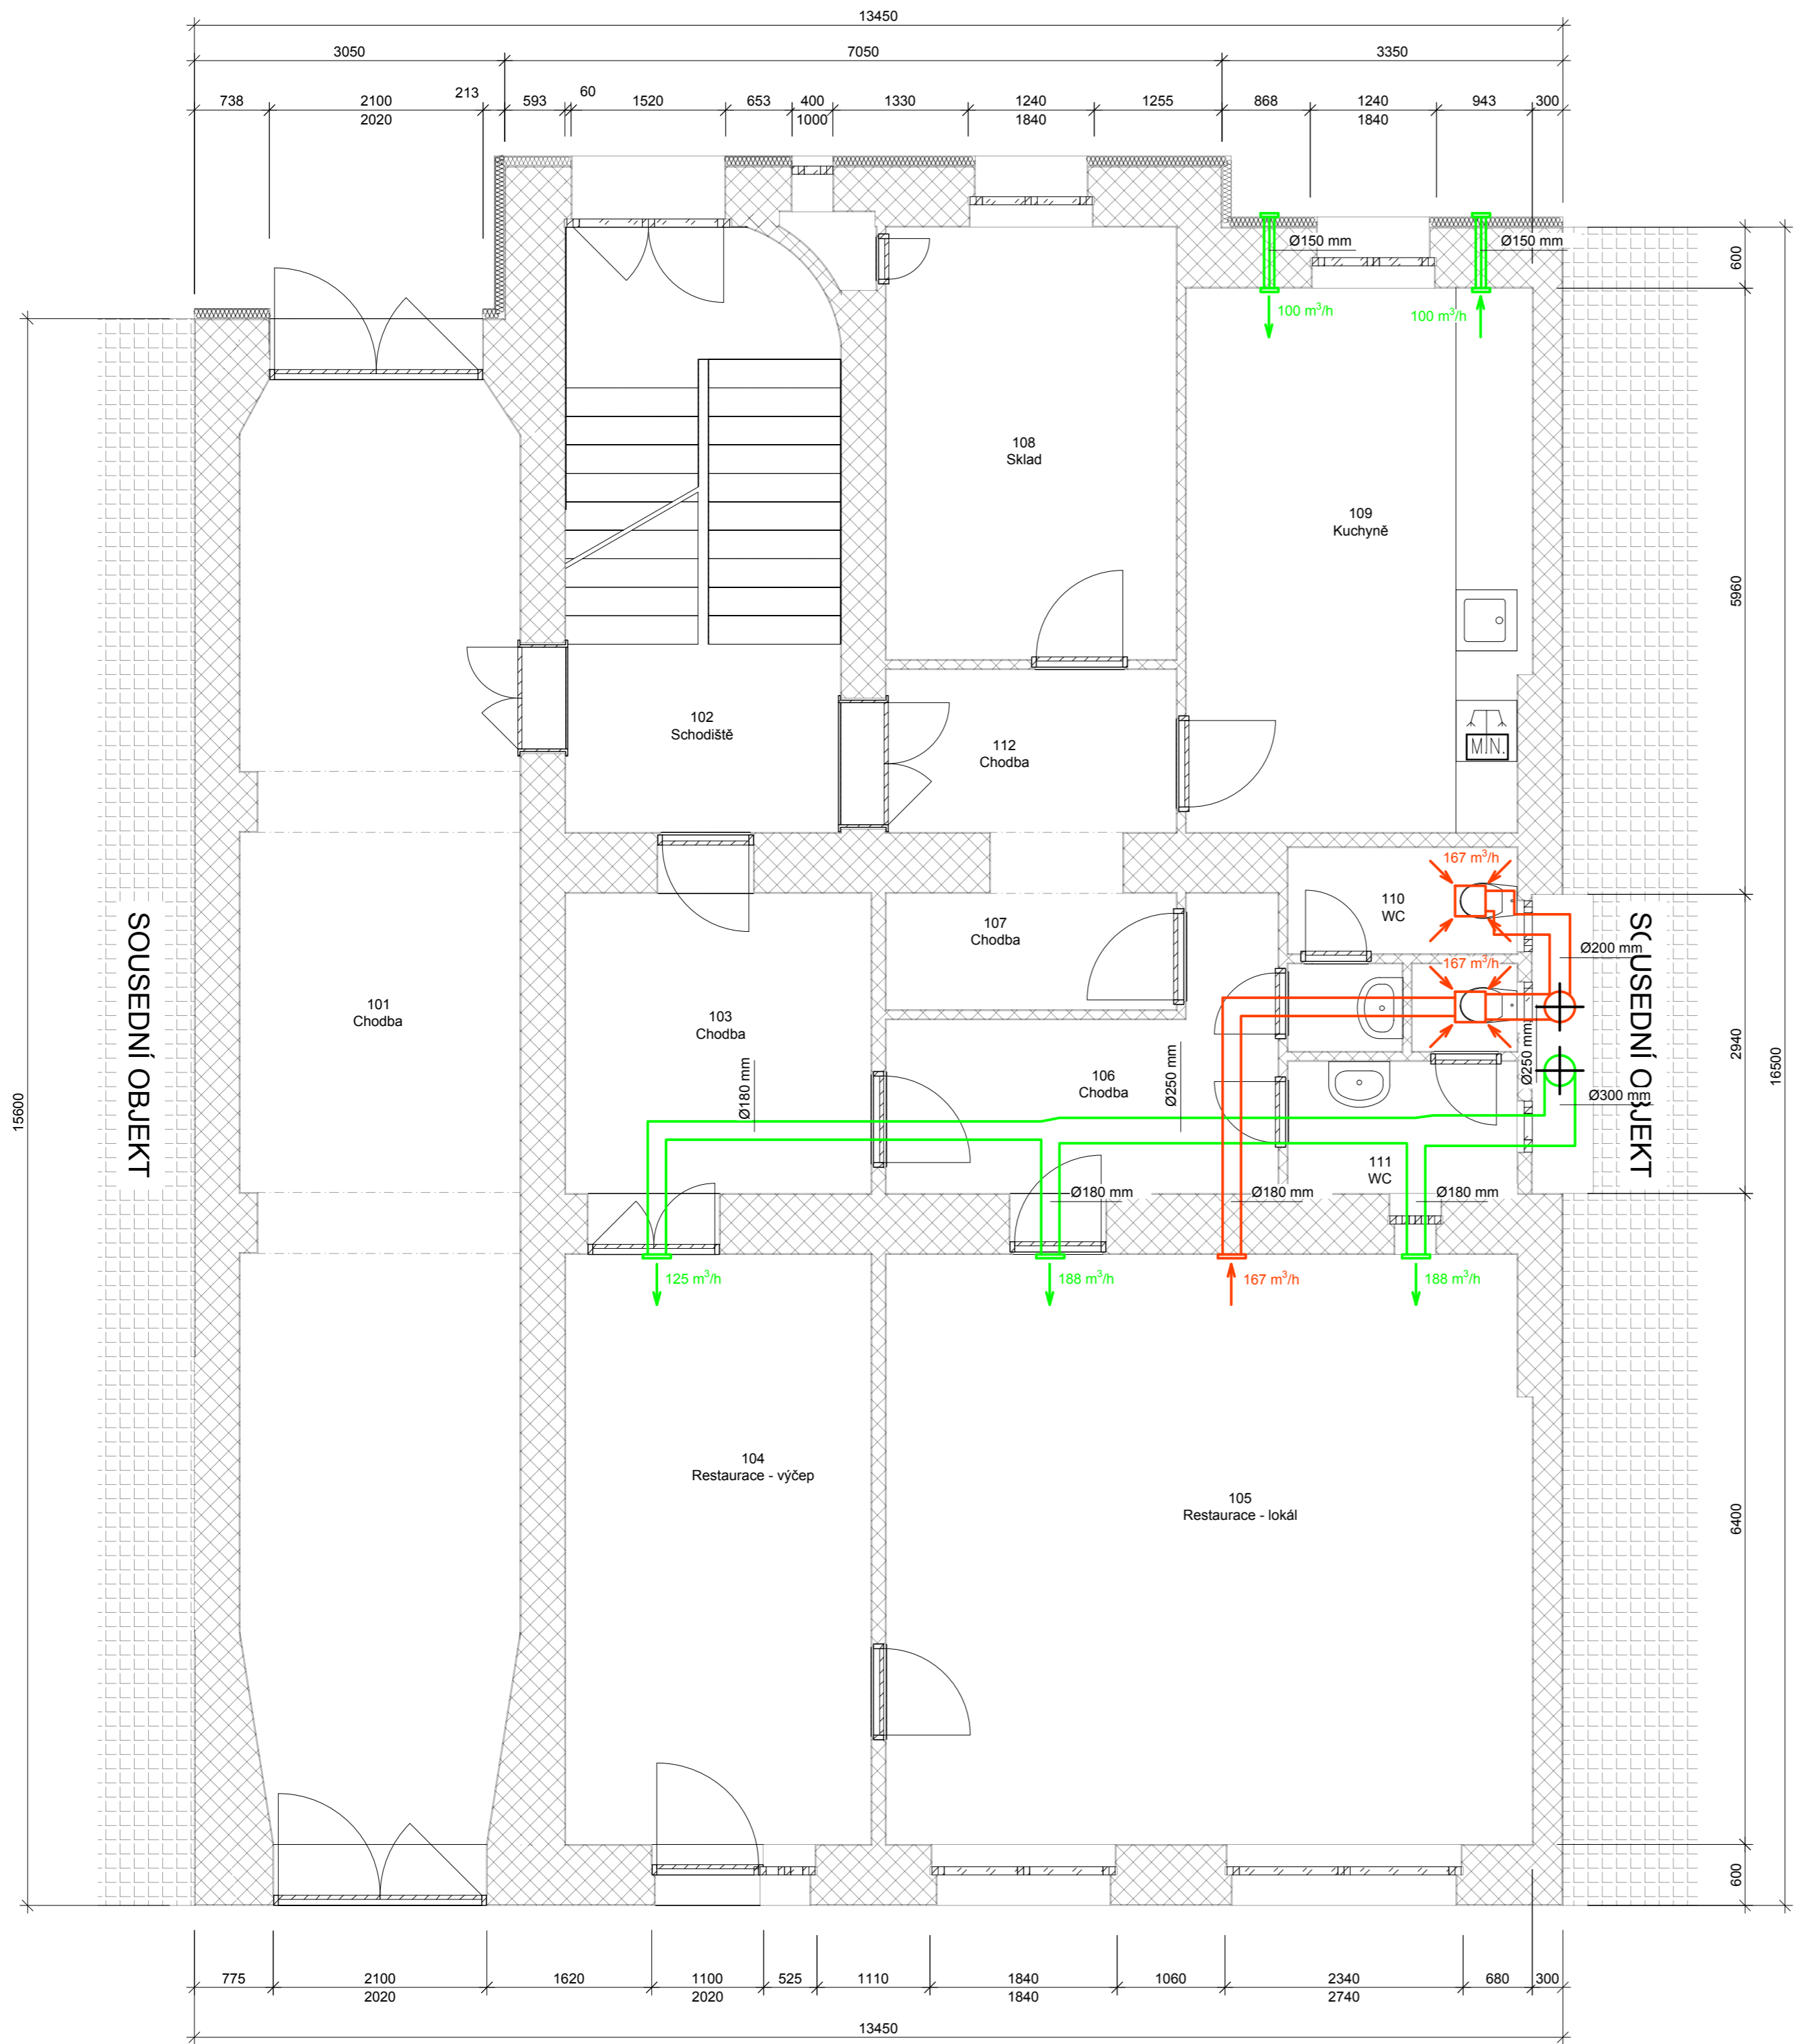 13450
3050 7050 3350
738 2100 213 593 60 1520 653 400 1330 1240 1255 868 1240 943 300
2020 1000 1840 1840
Ø150 mm Ø150 mm
100 m³/h 100 m³/h
600
108
Sklad
109
Kuchyně
5960
102
Schodiště
112
Chodba
M.N.
167 m³/h
110
WC
107
Chodba
Ø200 mm
167 m³/h
101
Chodba
103
Chodba
106
Chodba
Ø180 mm
Ø250 mm
Ø250 mm
Ø300 mm
2940
16500
15600
SOUSEDNÍ OBJEKT
SOUSEDNÍ OBJEKT
111
WC
Ø180 mm Ø180 mm Ø180 mm
125 m³/h 188 m³/h 167 m³/h 188 m³/h
104
Restaurace - výčep
105
Restaurace - lokál
6400
600
775 2100 1620 1100 525 1110 1840 1060 2340 680 300
2020 2020 1840 2740
13450